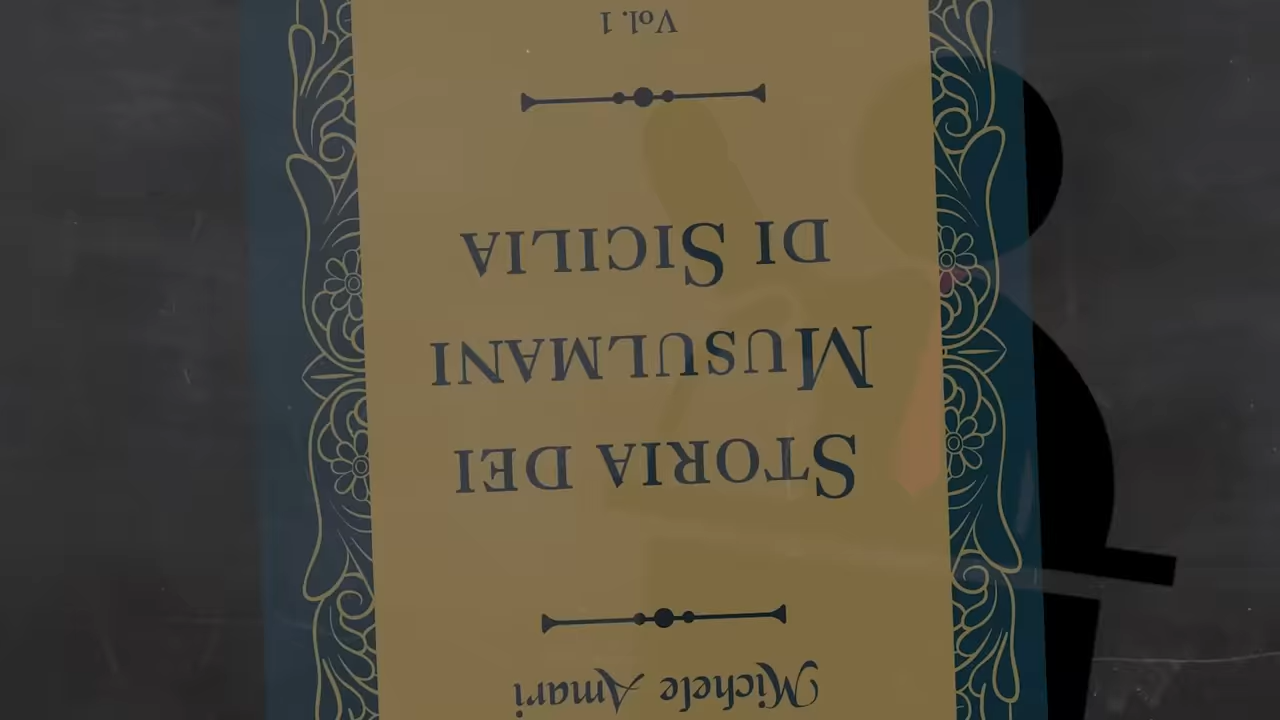 Michele Amari
Storia dei
Musulmani
di Sicilia
Vol. 1